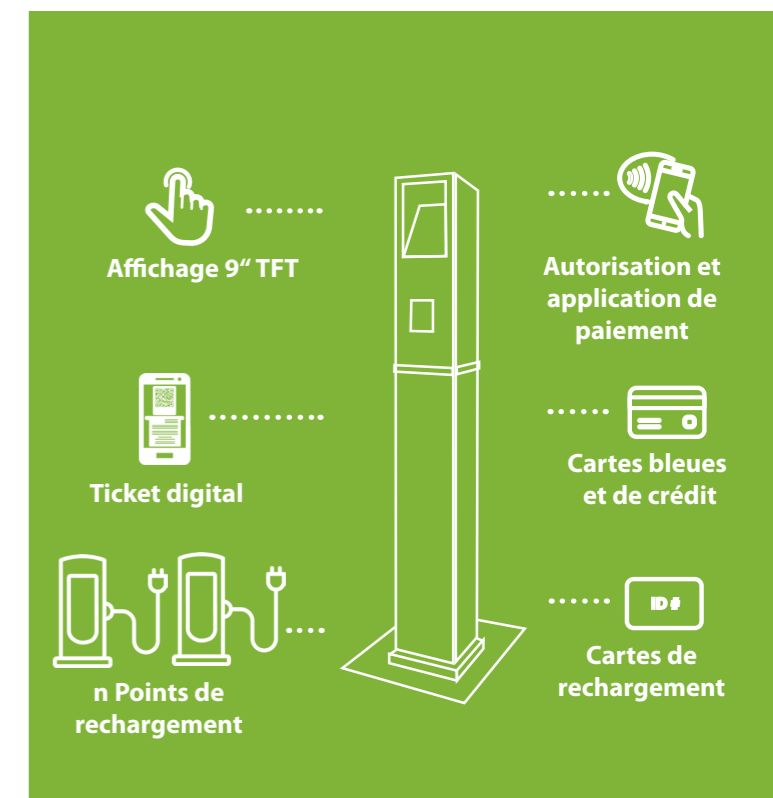 Affichage 9“ TFT
Ticket digital
n Points de
rechargement
Autorisation et
application de
paiement
Cartes bleues
et de crédit
ID#
Cartes de
rechargement